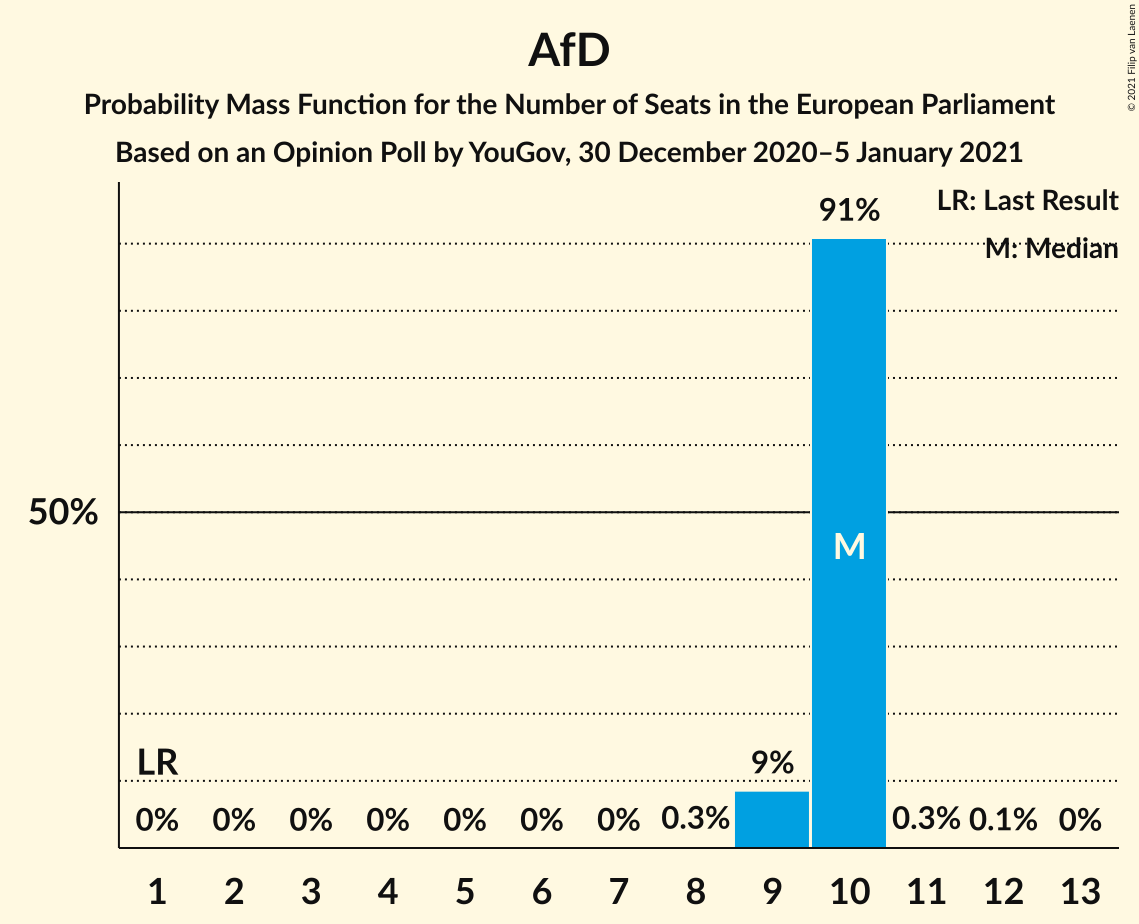 AfD
Probability Mass Function for the Number of Seats in the European Parliament
Based on an Opinion Poll by YouGov, 30 December 2020–5 January 2021
© 2021 Filip van Laenen
LR: Last Result
M: Median
91%
50%
M
LR
9%
0% 0% 0% 0% 0% 0% 0% 0.3% 0.3% 0.1% 0%
1 2 3 4 5 6 7 8 9 10 11 12 13